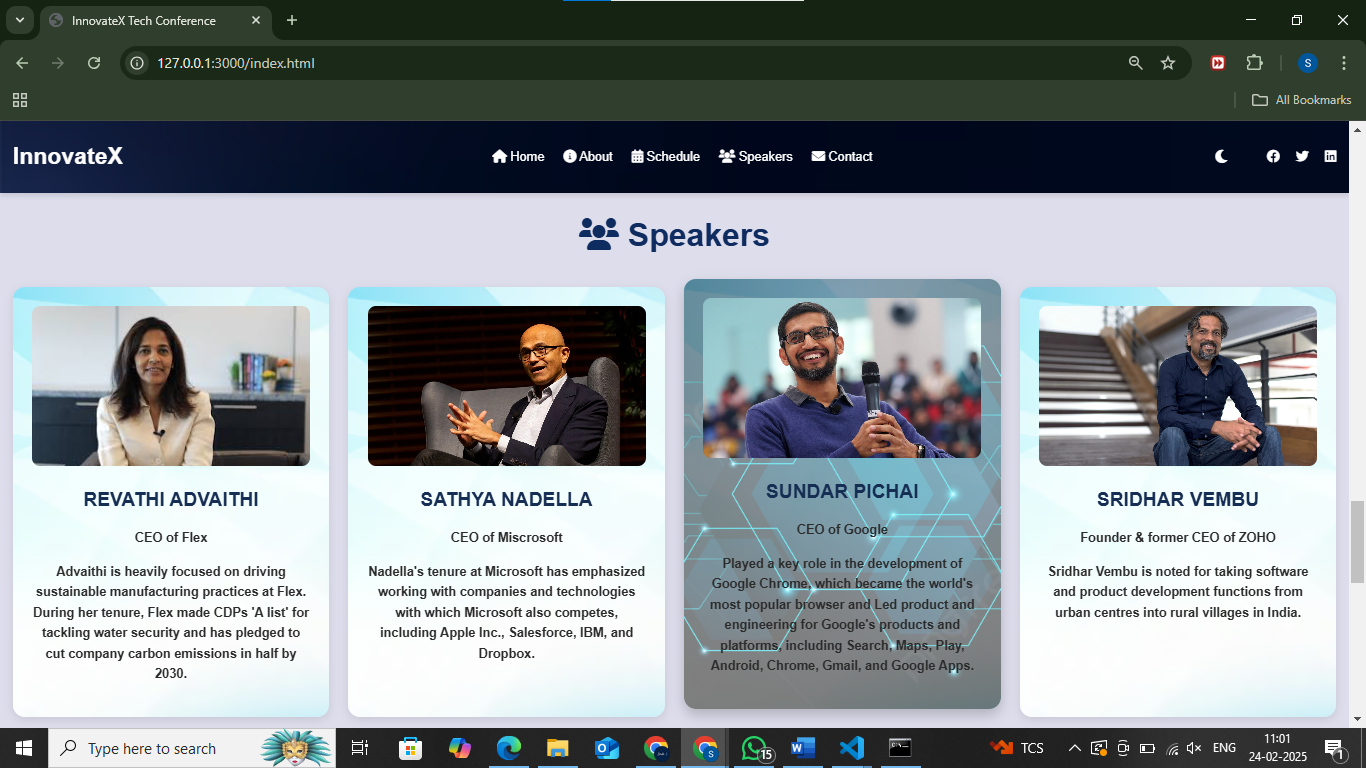 InnovateX Tech Conference
127.0.0.1:3000/index.html
S
All Bookmarks
InnovateX
Home
About
Schedule
Speakers
Contact
Speakers
REVATHI ADVAITHI
CEO of Flex
Advaithi is heavily focused on driving
sustainable manufacturing practices at Flex.
During her tenure, Flex made CDPs 'A list' for
tackling water security and has pledged to
cut company carbon emissions in half by
2030.
SATHYA NADELLA
CEO of Miscrosoft
Nadella's tenure at Microsoft has emphasized
working with companies and technologies
with which Microsoft also competes,
including Apple Inc., Salesforce, IBM, and
Dropbox.
SUNDAR PICHAI
CEO of Google
Played a key role in the development of
Google Chrome, which became the world's
most popular browser and Led product and
engineering for Google's products and
platforms, including Search, Maps, Play,
Android, Chrome, Gmail, and Google Apps.
SRIDHAR VEMBU
Founder & former CEO of ZOHO
Sridhar Vembu is noted for taking software
and product development functions from
urban centres into rural villages in India.
Type here to search
S
15
TCS
ENG
11:01
24-02-2025
1